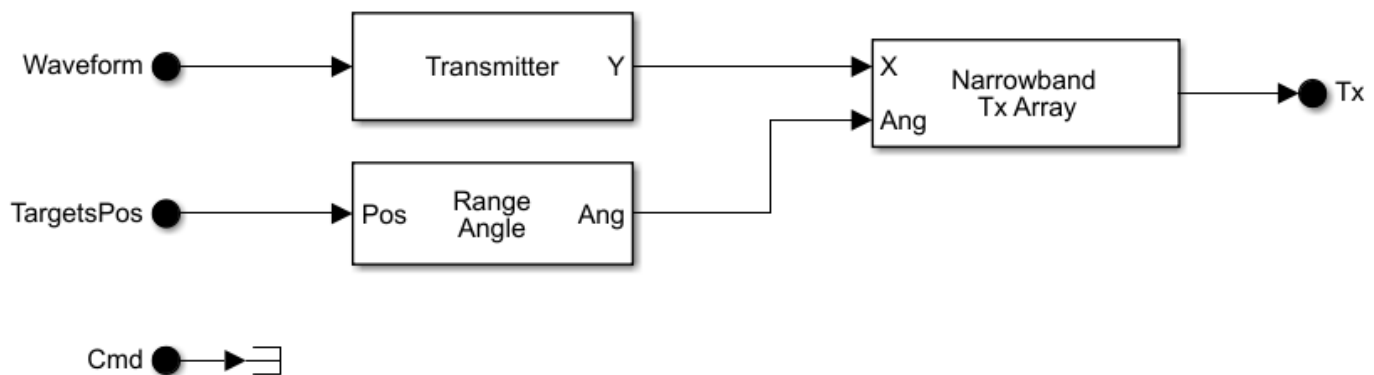 Waveform
Transmitter
Y
X
Narrowband
Tx Array
Ang
Tx
TargetsPos
Pos
Range
Angle
Ang
Cmd